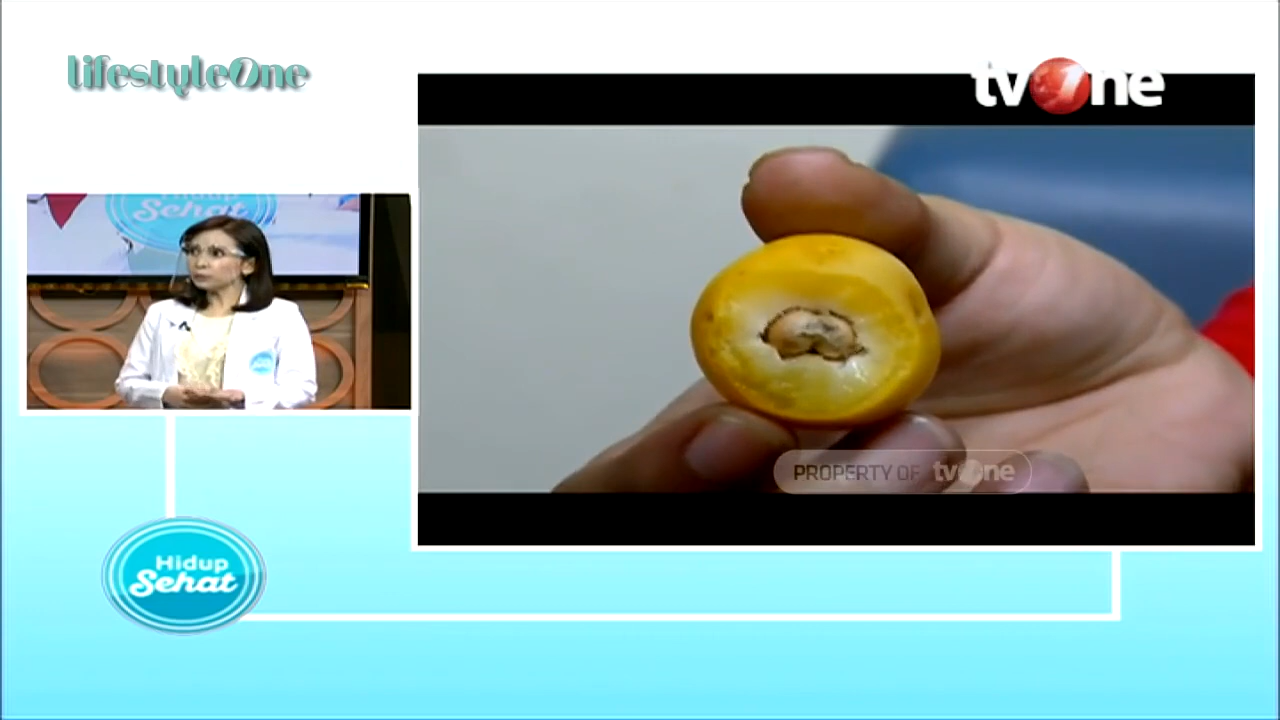 lifestyleOne
tvOne
Hidup
Sehat
PROPERTY OF tvOne
Hidup
Sehat